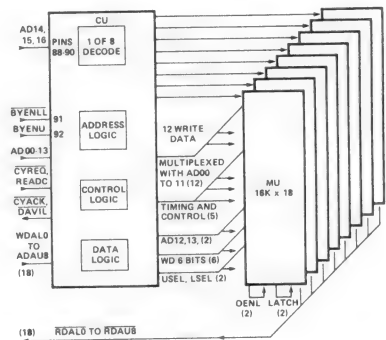 CU
AD14,
15, 16
PINS
88-90
1 OF 8
DECODE
BYENLL
91
BYENU
92
ADDRESS
LOGIC
AD00-13
CYREQ,
READC
CONTROL
LOGIC
CYACK,
DAVIL
WDAL0
TO
ADAU8
(18)
DATA
LOGIC
12 WRITE
DATA
MULTIPLEXED
WITH AD00
TO 11 (12)
TIMING AND
CONTROL (5)
AD12,13, (2)
WD 6 BITS (6)
USEL, LSEL (2)
MU
16K x 18
OENL
(2)
LATCH
(2)
(18) RDAL0 TO RDAU8